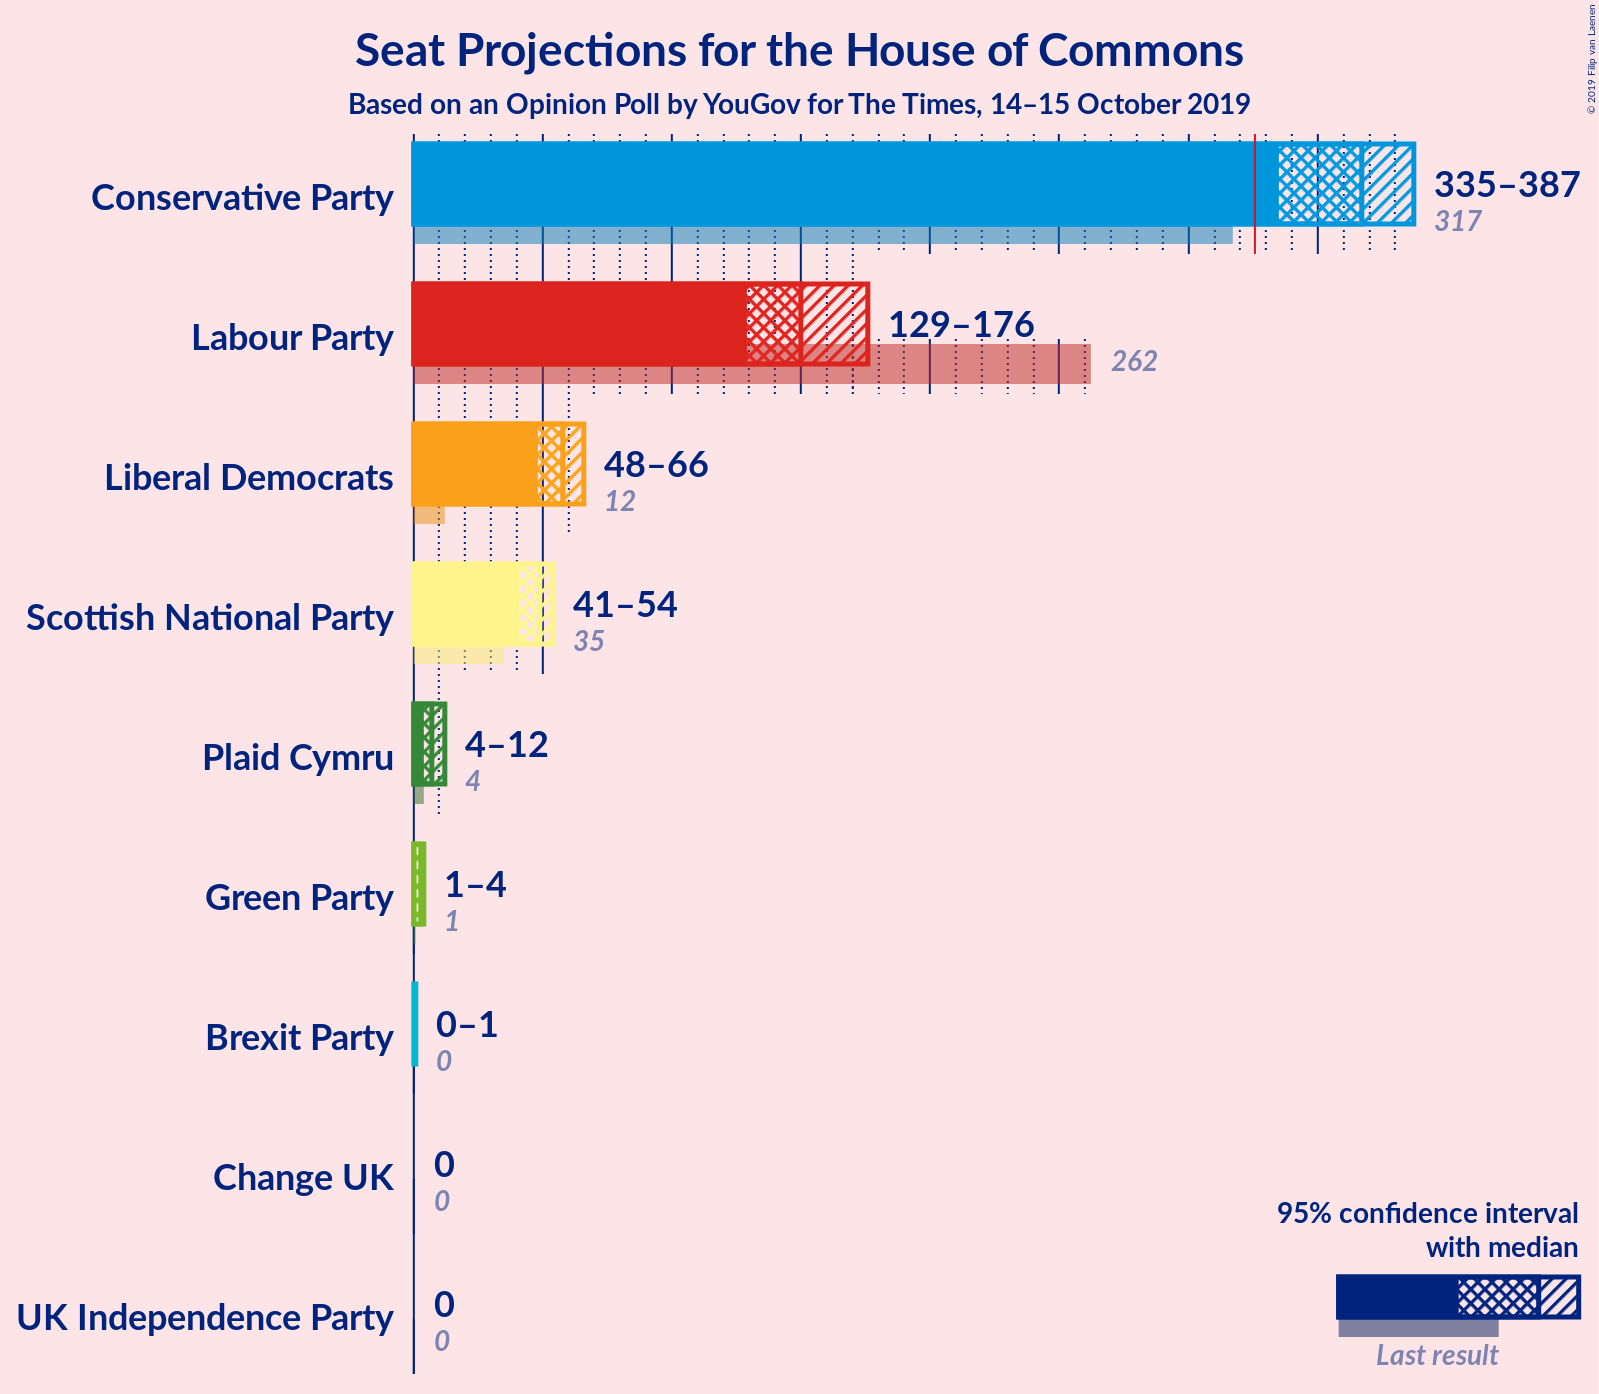 Seat Projections for the House of Commons
Based on an Opinion Poll by YouGov for The Times, 14–15 October 2019
© 2019 Filip van Laenen
Conservative Party
335–387
317
Labour Party
129–176
262
Liberal Democrats
48–66
12
Scottish National Party
41–54
35
Plaid Cymru
4–12
4
Green Party
1–4
1
Brexit Party
0–1
0
Change UK
0
0
UK Independence Party
0
0
95% confidence interval
with median
Last result